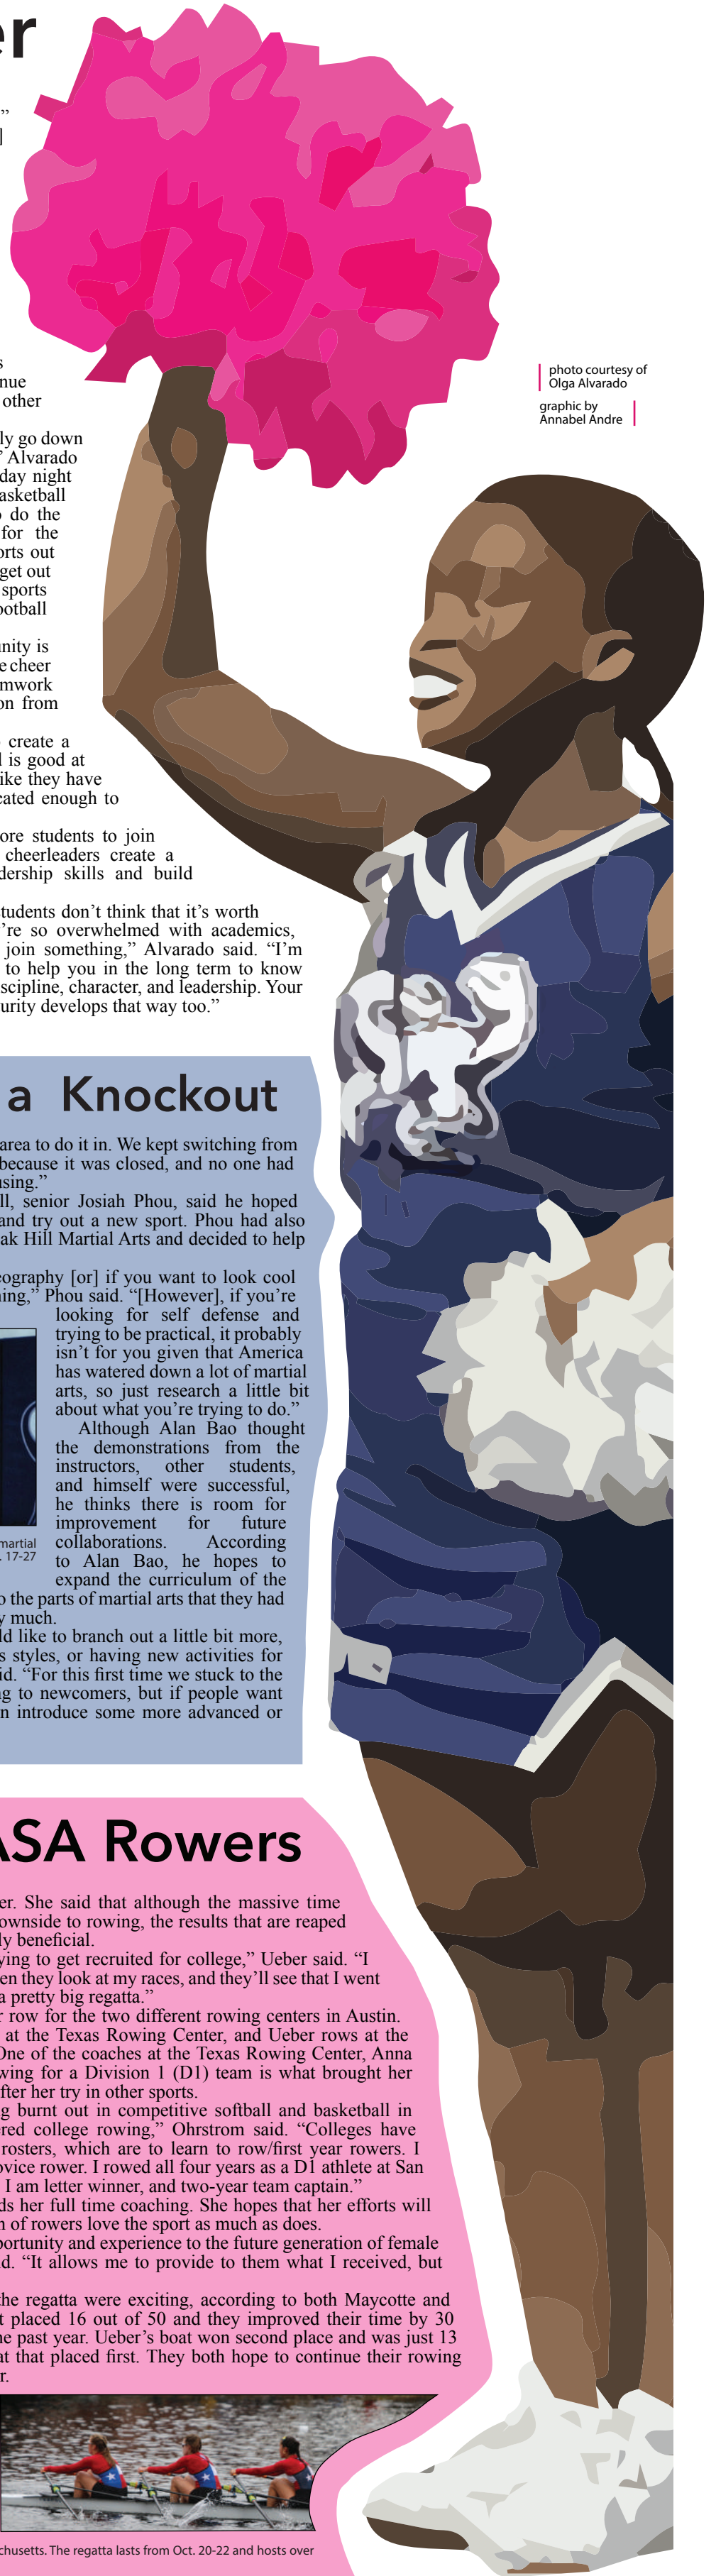 er
”
]
s
nue
other
ly go down
” Alvarado
day night
asketball
o do the
for the
orts out
get out
sports
ootball
unity is
e cheer
mwork
on from
create a
l is good at
like they have
cated enough to
ore students to join
cheerleaders create a
dership skills and build
students don’t think that it’s worth
’re so overwhelmed with academics,
join something,” Alvarado said. “I’m
to help you in the long term to know
scipline, character, and leadership. Your
urity develops that way too.”
photo courtesy of
Olga Alvarado
graphic by
Annabel Andre
a Knockout
area to do it in. We kept switching from
because it was closed, and no one had
using.”
ll, senior Josiah Phou, said he hoped
and try out a new sport. Phou had also
ak Hill Martial Arts and decided to help
eography [or] if you want to look cool
ning,” Phou said. “[However], if you’re
looking for self defense and
trying to be practical, it probably
isn’t for you given that America
has watered down a lot of martial
arts, so just research a little bit
about what you’re trying to do.”
Although Alan Bao thought
the demonstrations from the
instructors, other students,
and himself were successful,
he thinks there is room for
improvement for future
collaborations. According
to Alan Bao, he hopes to
expand the curriculum of the
martial
. 17-27
o the parts of martial arts that they had
y much.
ld like to branch out a little bit more,
s styles, or having new activities for
id. “For this first time we stuck to the
ng to newcomers, but if people want
n introduce some more advanced or
ASA Rowers
er. She said that although the massive time
ownside to rowing, the results that are reaped
ly beneficial.
ying to get recruited for college,” Ueber said. “I
en they look at my races, and they’ll see that I went
a pretty big regatta.”
r row for the two different rowing centers in Austin.
at the Texas Rowing Center, and Ueber rows at the
One of the coaches at the Texas Rowing Center, Anna
wing for a Division 1 (D1) team is what brought her
fter her try in other sports.
g burnt out in competitive softball and basketball in
ered college rowing,” Ohrstrom said. “Colleges have
rosters, which are to learn to row/first year rowers. I
ovice rower. I rowed all four years as a D1 athlete at San
I am letter winner, and two-year team captain.”
ds her full time coaching. She hopes that her efforts will
n of rowers love the sport as much as does.
portunity and experience to the future generation of female
d. “It allows me to provide to them what I received, but
the regatta were exciting, according to both Maycotte and
t placed 16 out of 50 and they improved their time by 30
he past year. Ueber’s boat won second place and was just 13
at that placed first. They both hope to continue their rowing
r.
chusetts. The regatta lasts from Oct. 20-22 and hosts over